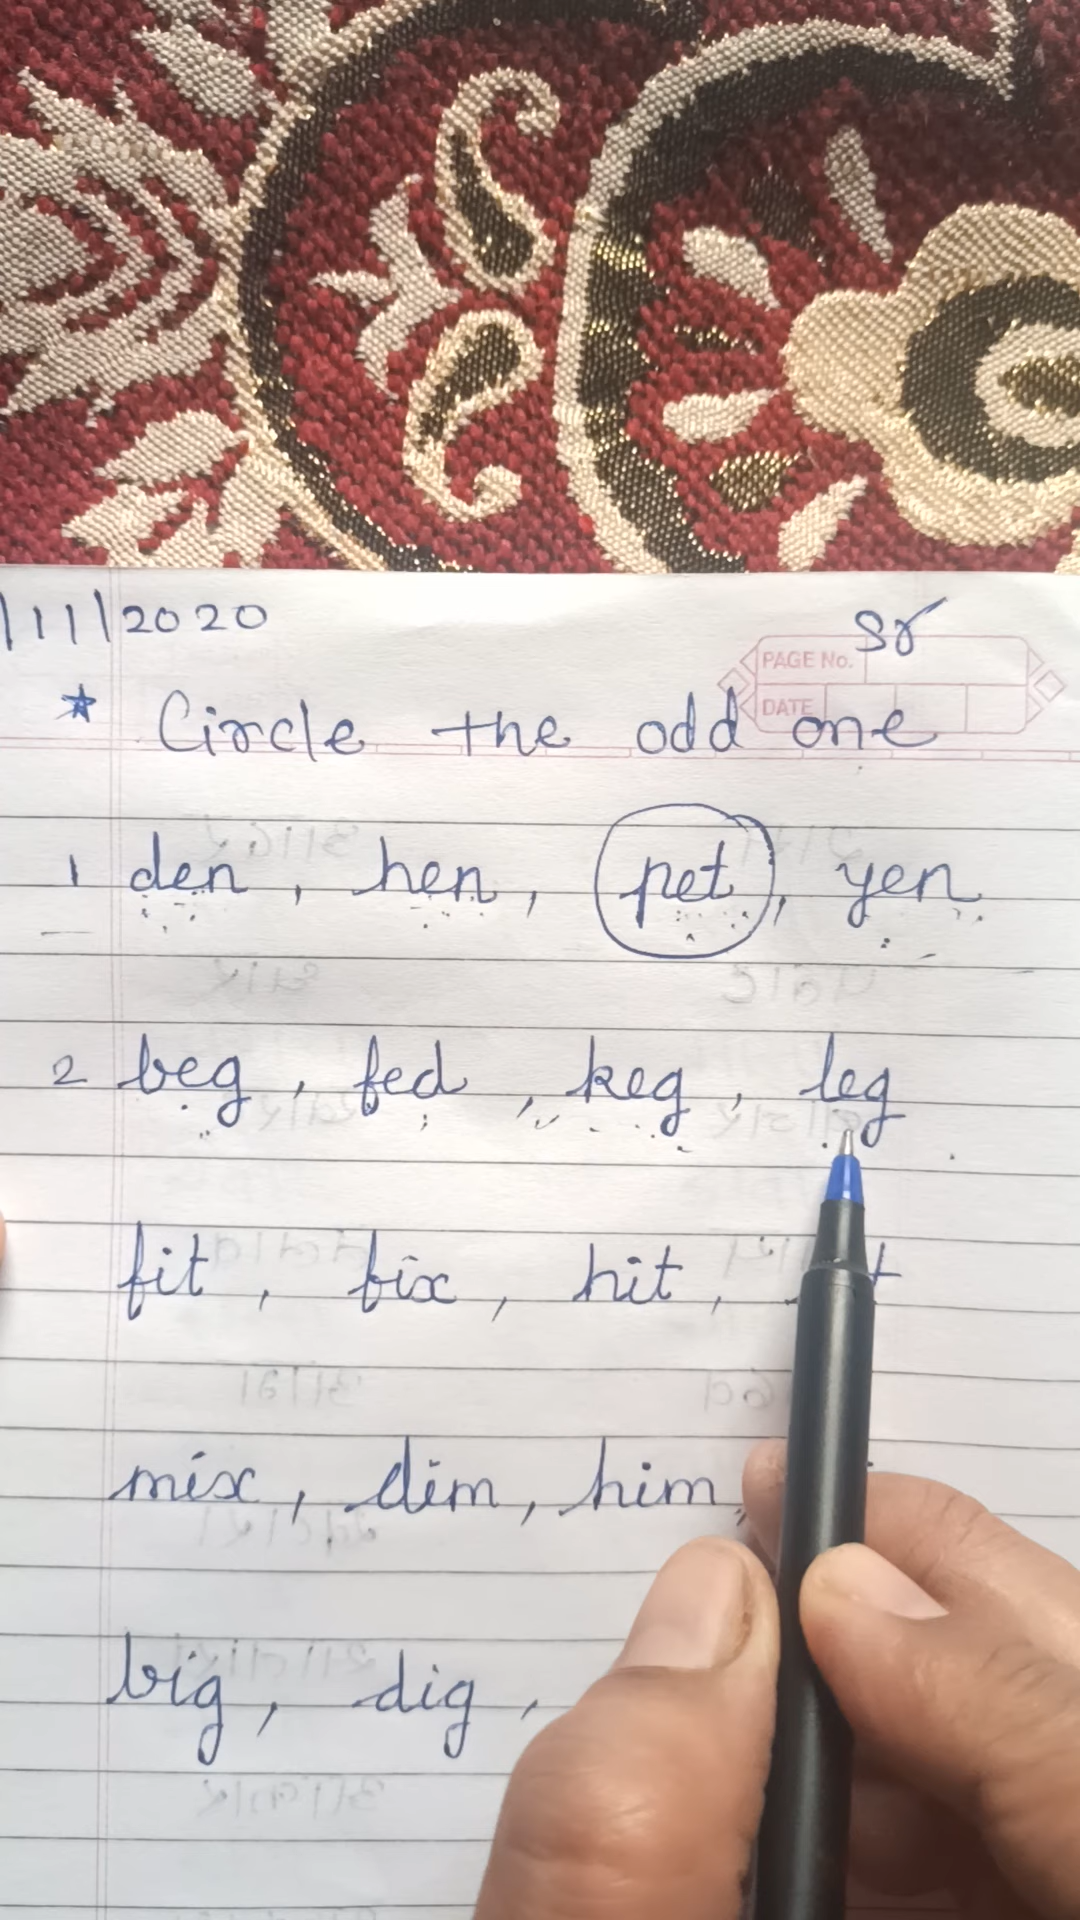 /11/2020
Sr
PAGE No.
DATE
* Circle the odd one
1 den, hen, pet, yen
2 beg, fed, keg, leg
fit, fix, hit,
mix, dim, him,
big, dig,